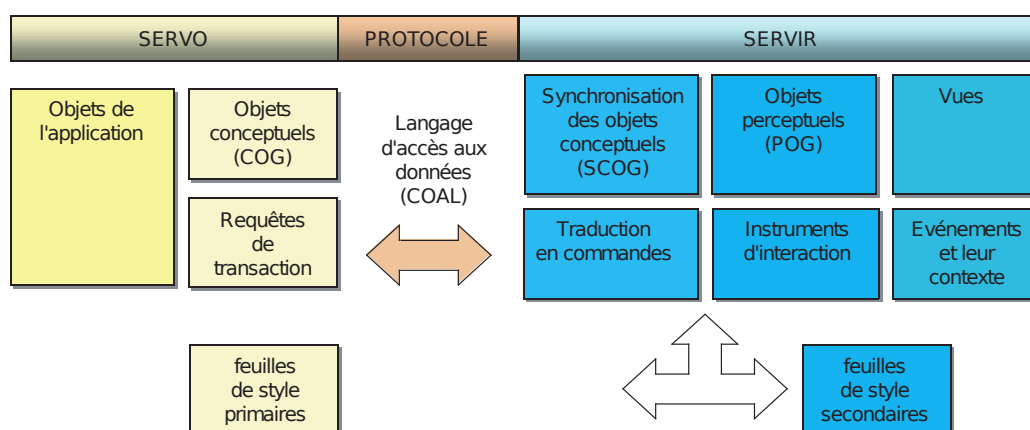 SERVO
PROTOCOLE
SERVIR
Objets de
l'application
Objets
conceptuels
(COG)
Requêtes
de
transaction
Langage
d'accès aux
données
(COAL)
Synchronisation
des objets
conceptuels
(SCOG)
Objets
perceptuels
(POG)
Vues
Traduction
en commandes
Instruments
d'interaction
Evénements
et leur
contexte
feuilles
de style
primaires
feuilles
de style
secondaires